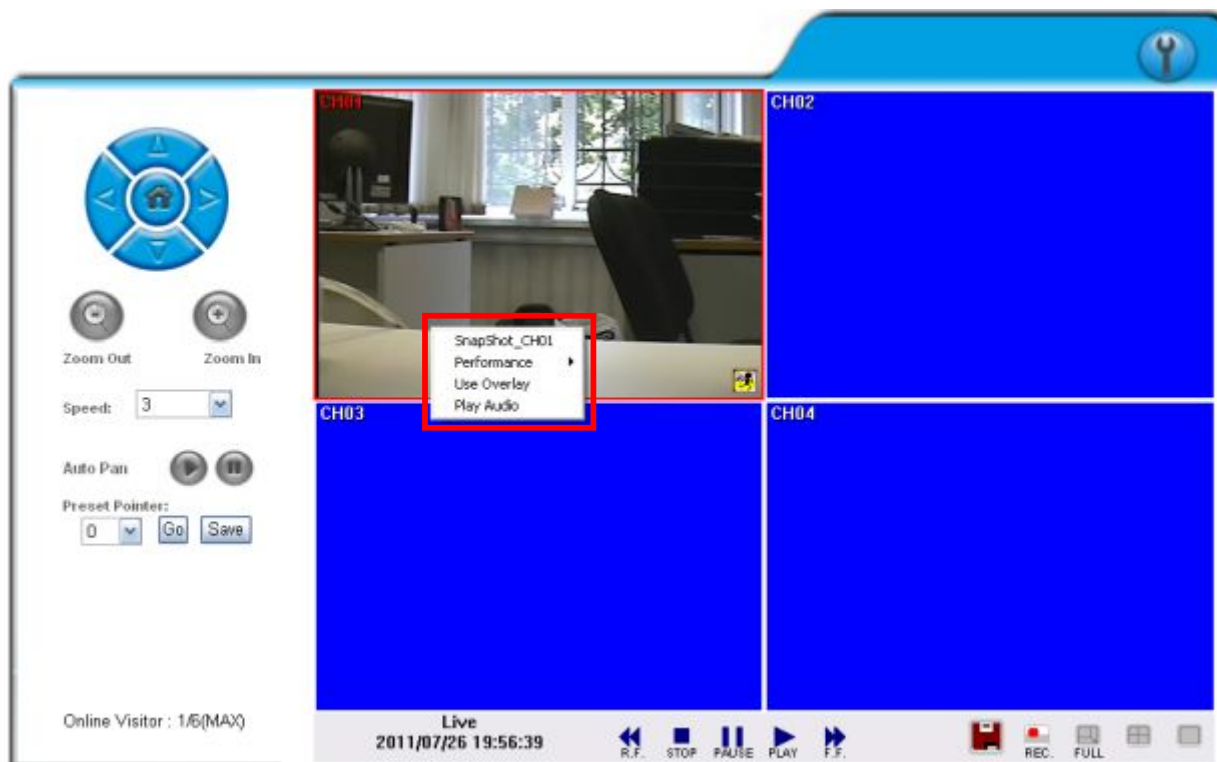 CH01
CH02
SnapShot_CH01
Performance
Use Overlay
Play Audio
CH03
CH04
Zoom Out Zoom In
Speed: 3
Auto Pan
Preset Pointer:
0 Go Save
Online Visitor : 1/6(MAX)
Live
2011/07/26 19:56:39
R.F. STOP PAUSE PLAY F.F. REC. FULL